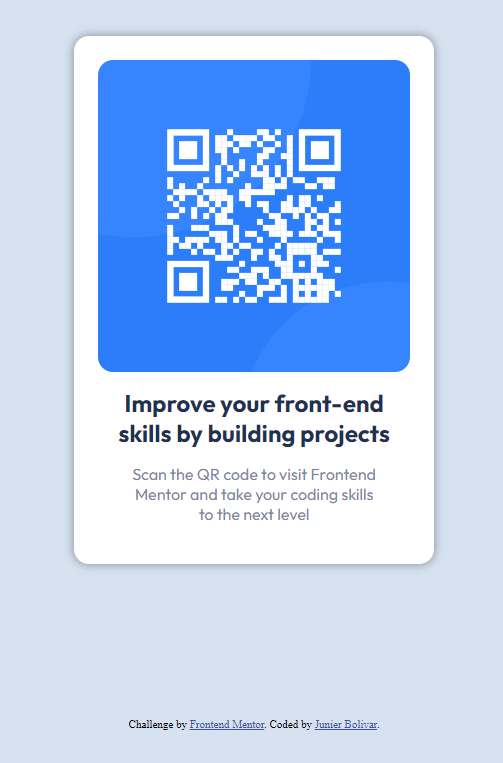 Improve your front-end
skills by building projects
Scan the QR code to visit Frontend
Mentor and take your coding skills
to the next level
Challenge by Frontend Mentor. Coded by Junier Bolivar.